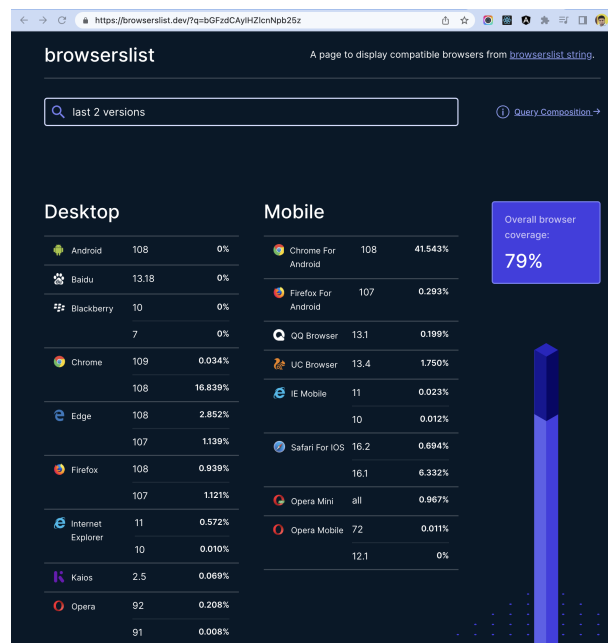 https://browserslist.dev/?q=bGFzdCAyIHZlcnNpb25z
browserslist
A page to display compatible browsers from browserslist string.
last 2 versions
Query Composition →
Desktop
Android 108 0%
Baidu 13.18 0%
Blackberry 10 0%
7 0%
Chrome 109 0.034%
108 16.839%
Edge 108 2.852%
107 1.139%
Firefox 108 0.939%
107 1.121%
Internet Explorer 11 0.572%
10 0.010%
Kaios 2.5 0.069%
Opera 92 0.208%
91 0.008%
Mobile
Chrome For Android 108 41.543%
Firefox For Android 107 0.293%
QQ Browser 13.1 0.199%
UC Browser 13.4 1.750%
IE Mobile 11 0.023%
10 0.012%
Safari For IOS 16.2 0.694%
16.1 6.332%
Opera Mini all 0.967%
Opera Mobile 72 0.011%
12.1 0%
Overall browser
coverage:
79%